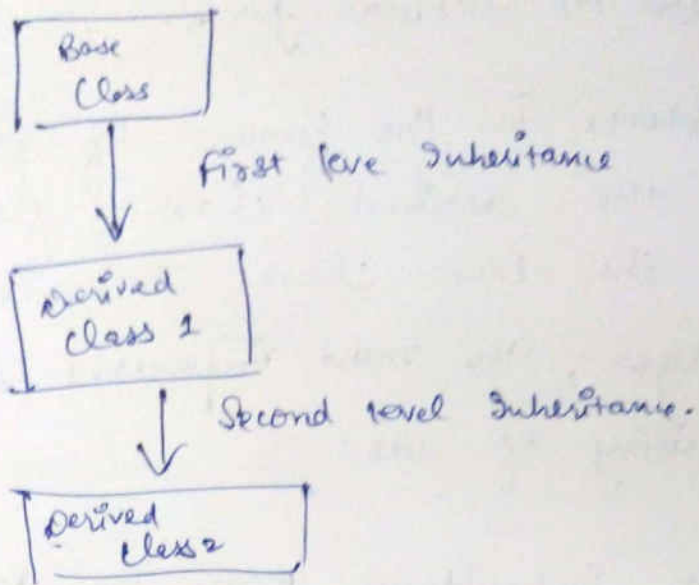 Base
Class
First leve Inheritance
Derived
Class 1
Second level Inheritance.
Derived
Class 2